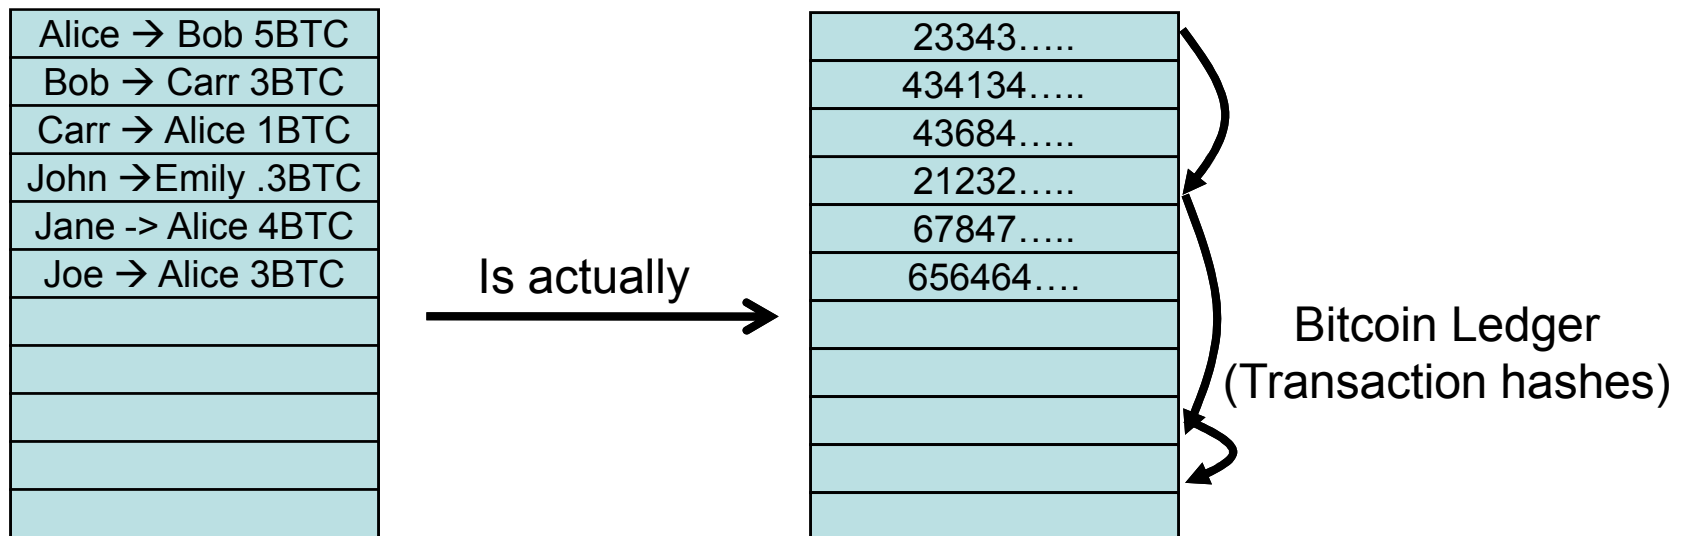 Alice → Bob 5BTC
Bob → Carr 3BTC
Carr → Alice 1BTC
John →Emily .3BTC
Jane -> Alice 4BTC
Joe → Alice 3BTC
Is actually
23343…..
434134…..
43684…..
21232…..
67847…..
656464….
Bitcoin Ledger
(Transaction hashes)